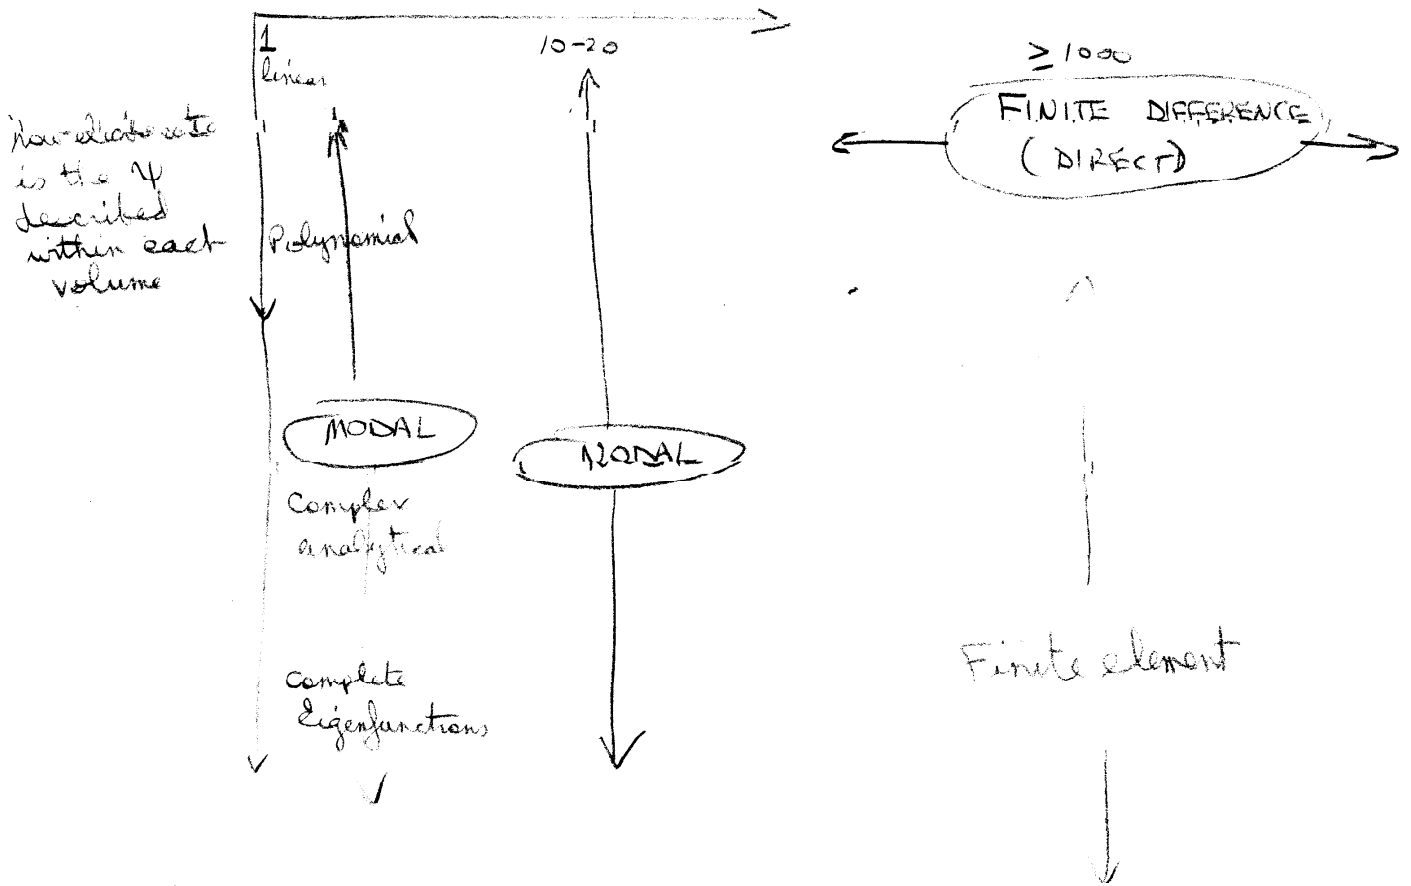 1
linear
10-20
≥ 1000
FINITE DIFFERENCE
(DIRECT)
How elaborate
is the ψ
described
within each
volume
Polynomial
MODAL
NODAL
Complex
analytical
Finite element
Complete
Eigenfunctions